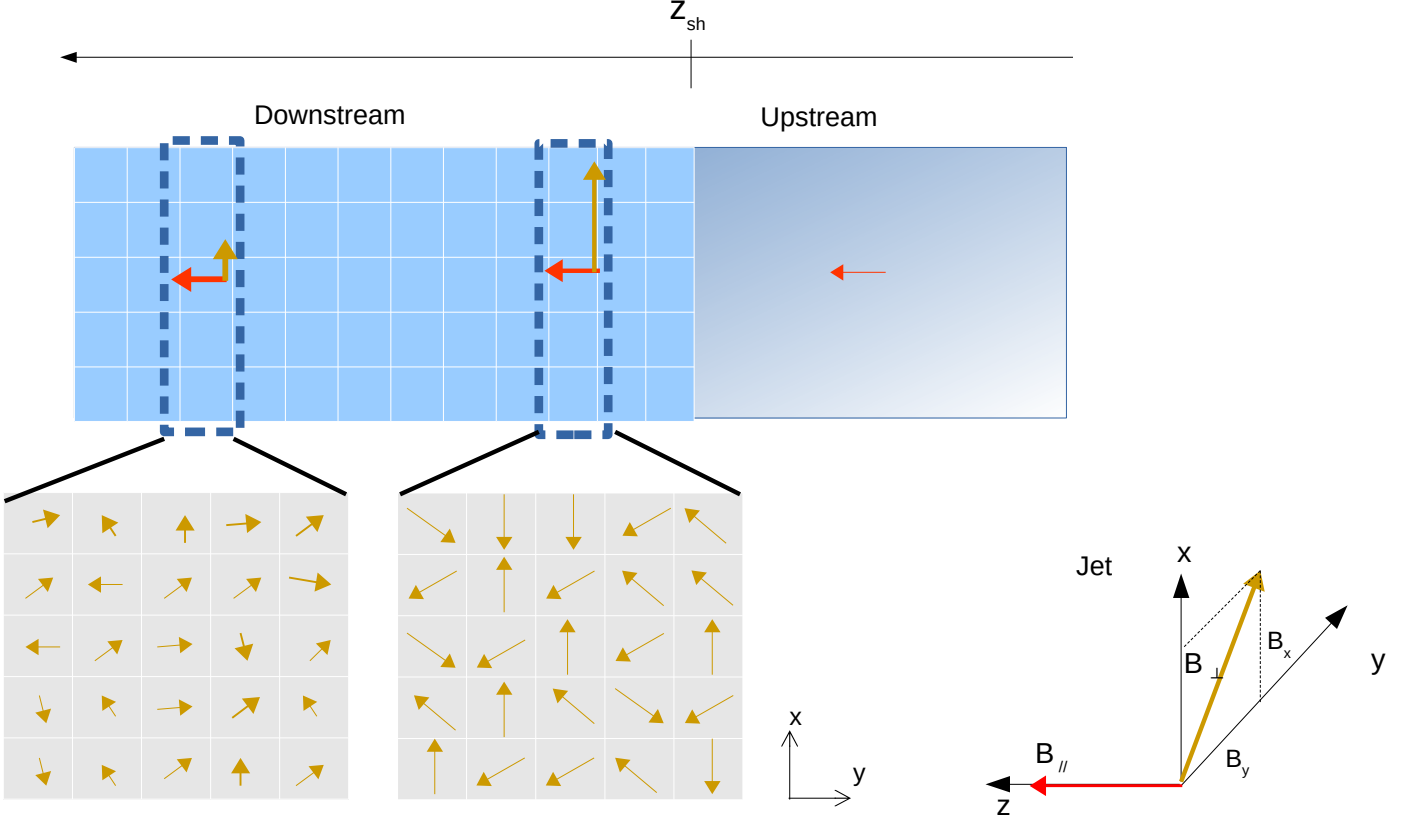 z_sh
Downstream
Upstream
Jet
x
B_x
B_⊥
y
x
y
B_//
B_y
z